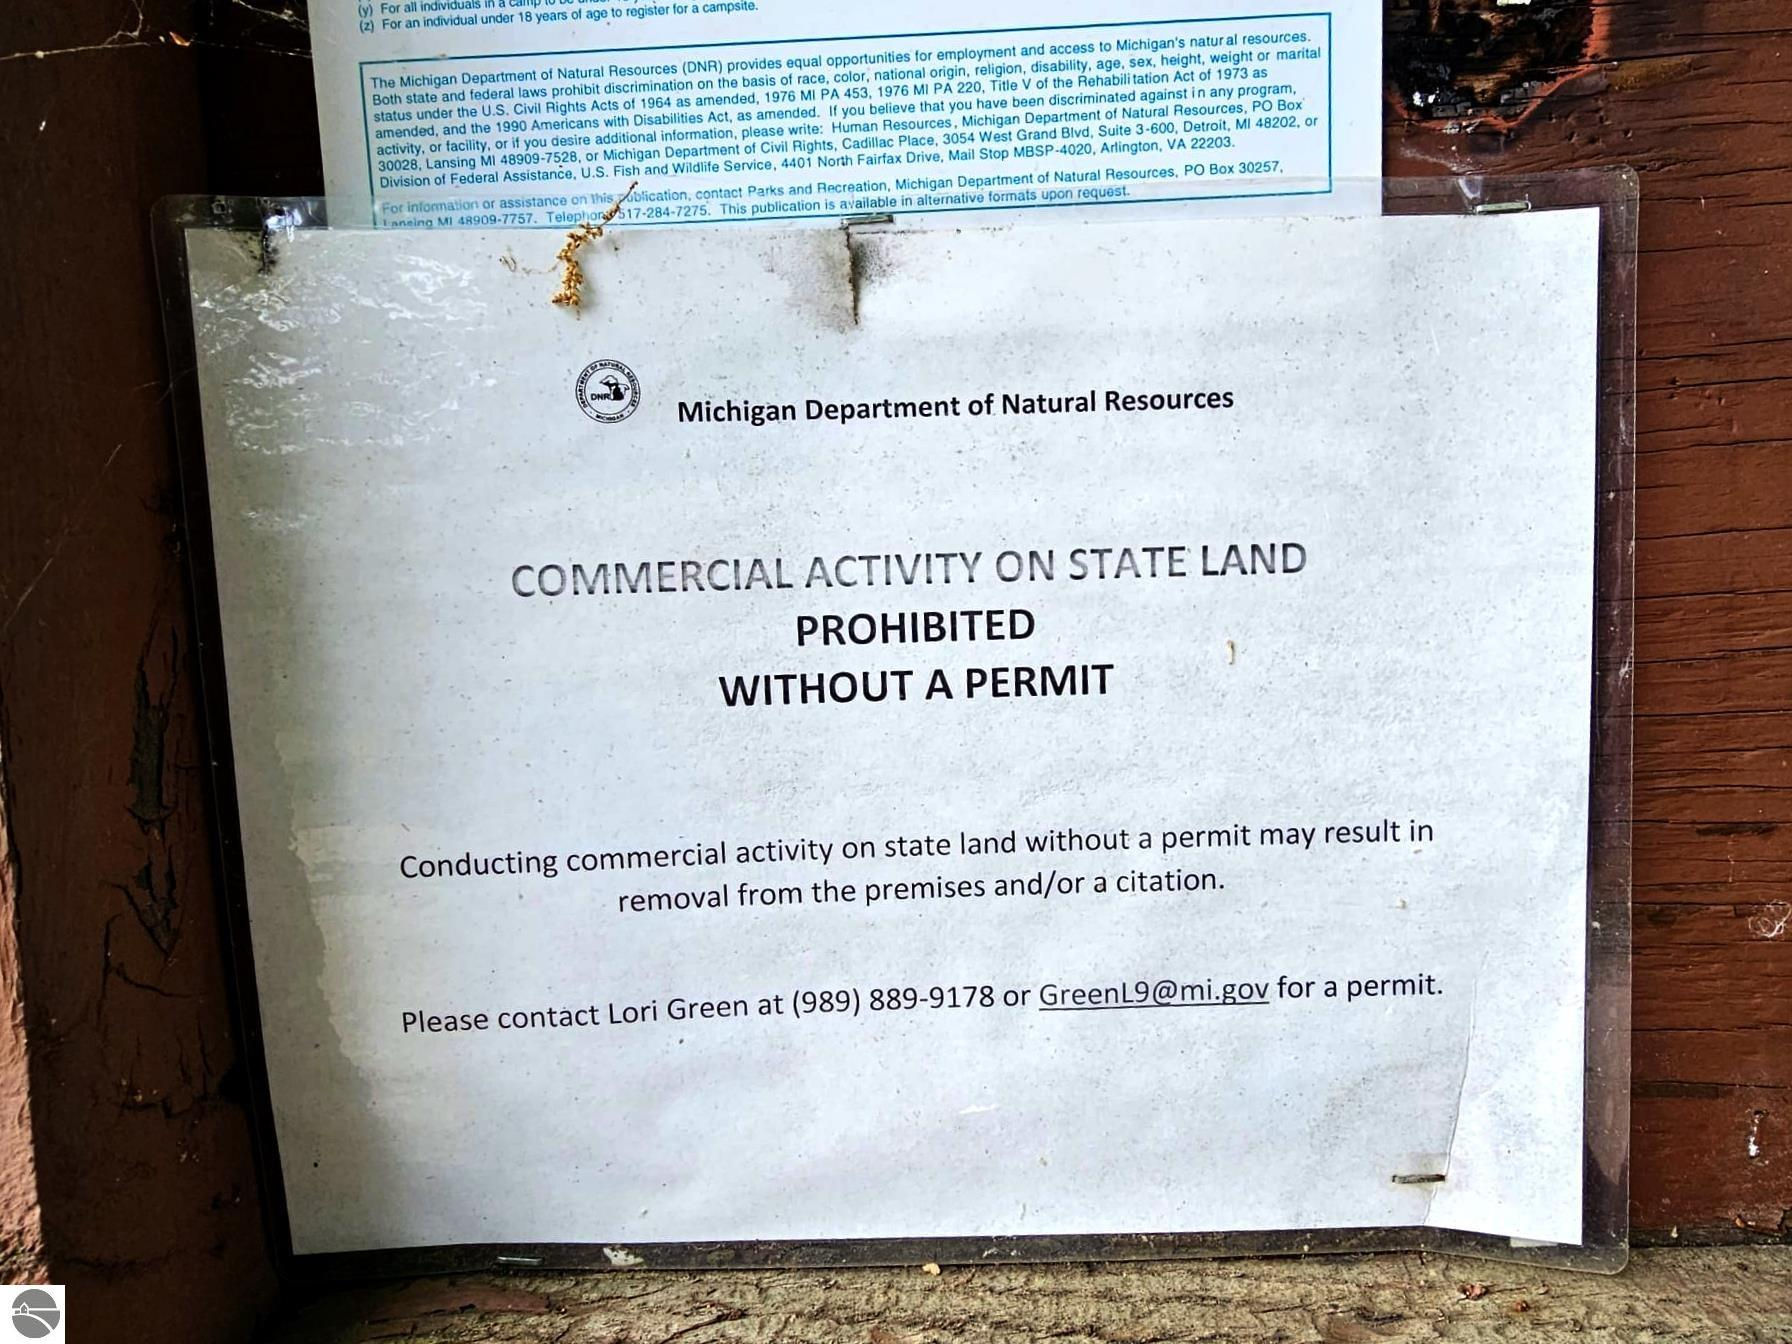 (y) For all individuals in a camp to be
(z) For an individual under 18 years of age to register for a campsite.
The Michigan Department of Natural Resources (DNR) provides equal opportunities for employment and access to Michigan's natural resources.
Both state and federal laws prohibit discrimination on the basis of race, color, national origin, religion, disability, age, sex, height, weight or marital
status under the U.S. Civil Rights Acts of 1964 as amended, 1976 MI PA 453, 1976 MI PA 220, Title V of the Rehabilitation Act of 1973 as
amended, and the 1990 Americans with Disabilities Act, as amended. If you believe that you have been discriminated against in any program,
activity, or facility, or if you desire additional information, please write: Human Resources, Michigan Department of Natural Resources, PO Box
30028, Lansing MI 48909-7528, or Michigan Department of Civil Rights, Cadillac Place, 3054 West Grand Blvd, Suite 3-600, Detroit, MI 48202, or
Division of Federal Assistance, U.S. Fish and Wildlife Service, 4401 North Fairfax Drive, Mail Stop MBSP-4020, Arlington, VA 22203.
For information or assistance on this publication, contact Parks and Recreation, Michigan Department of Natural Resources, PO Box 30257,
Lansing MI 48909-7757. Telephone 517-284-7275. This publication is available in alternative formats upon request.
DEPARTMENT OF NATURAL RESOURCES
DNR
MICHIGAN
Michigan Department of Natural Resources
COMMERCIAL ACTIVITY ON STATE LAND
PROHIBITED
WITHOUT A PERMIT
Conducting commercial activity on state land without a permit may result in
removal from the premises and/or a citation.
Please contact Lori Green at (989) 889-9178 or GreenL9@mi.gov for a permit.